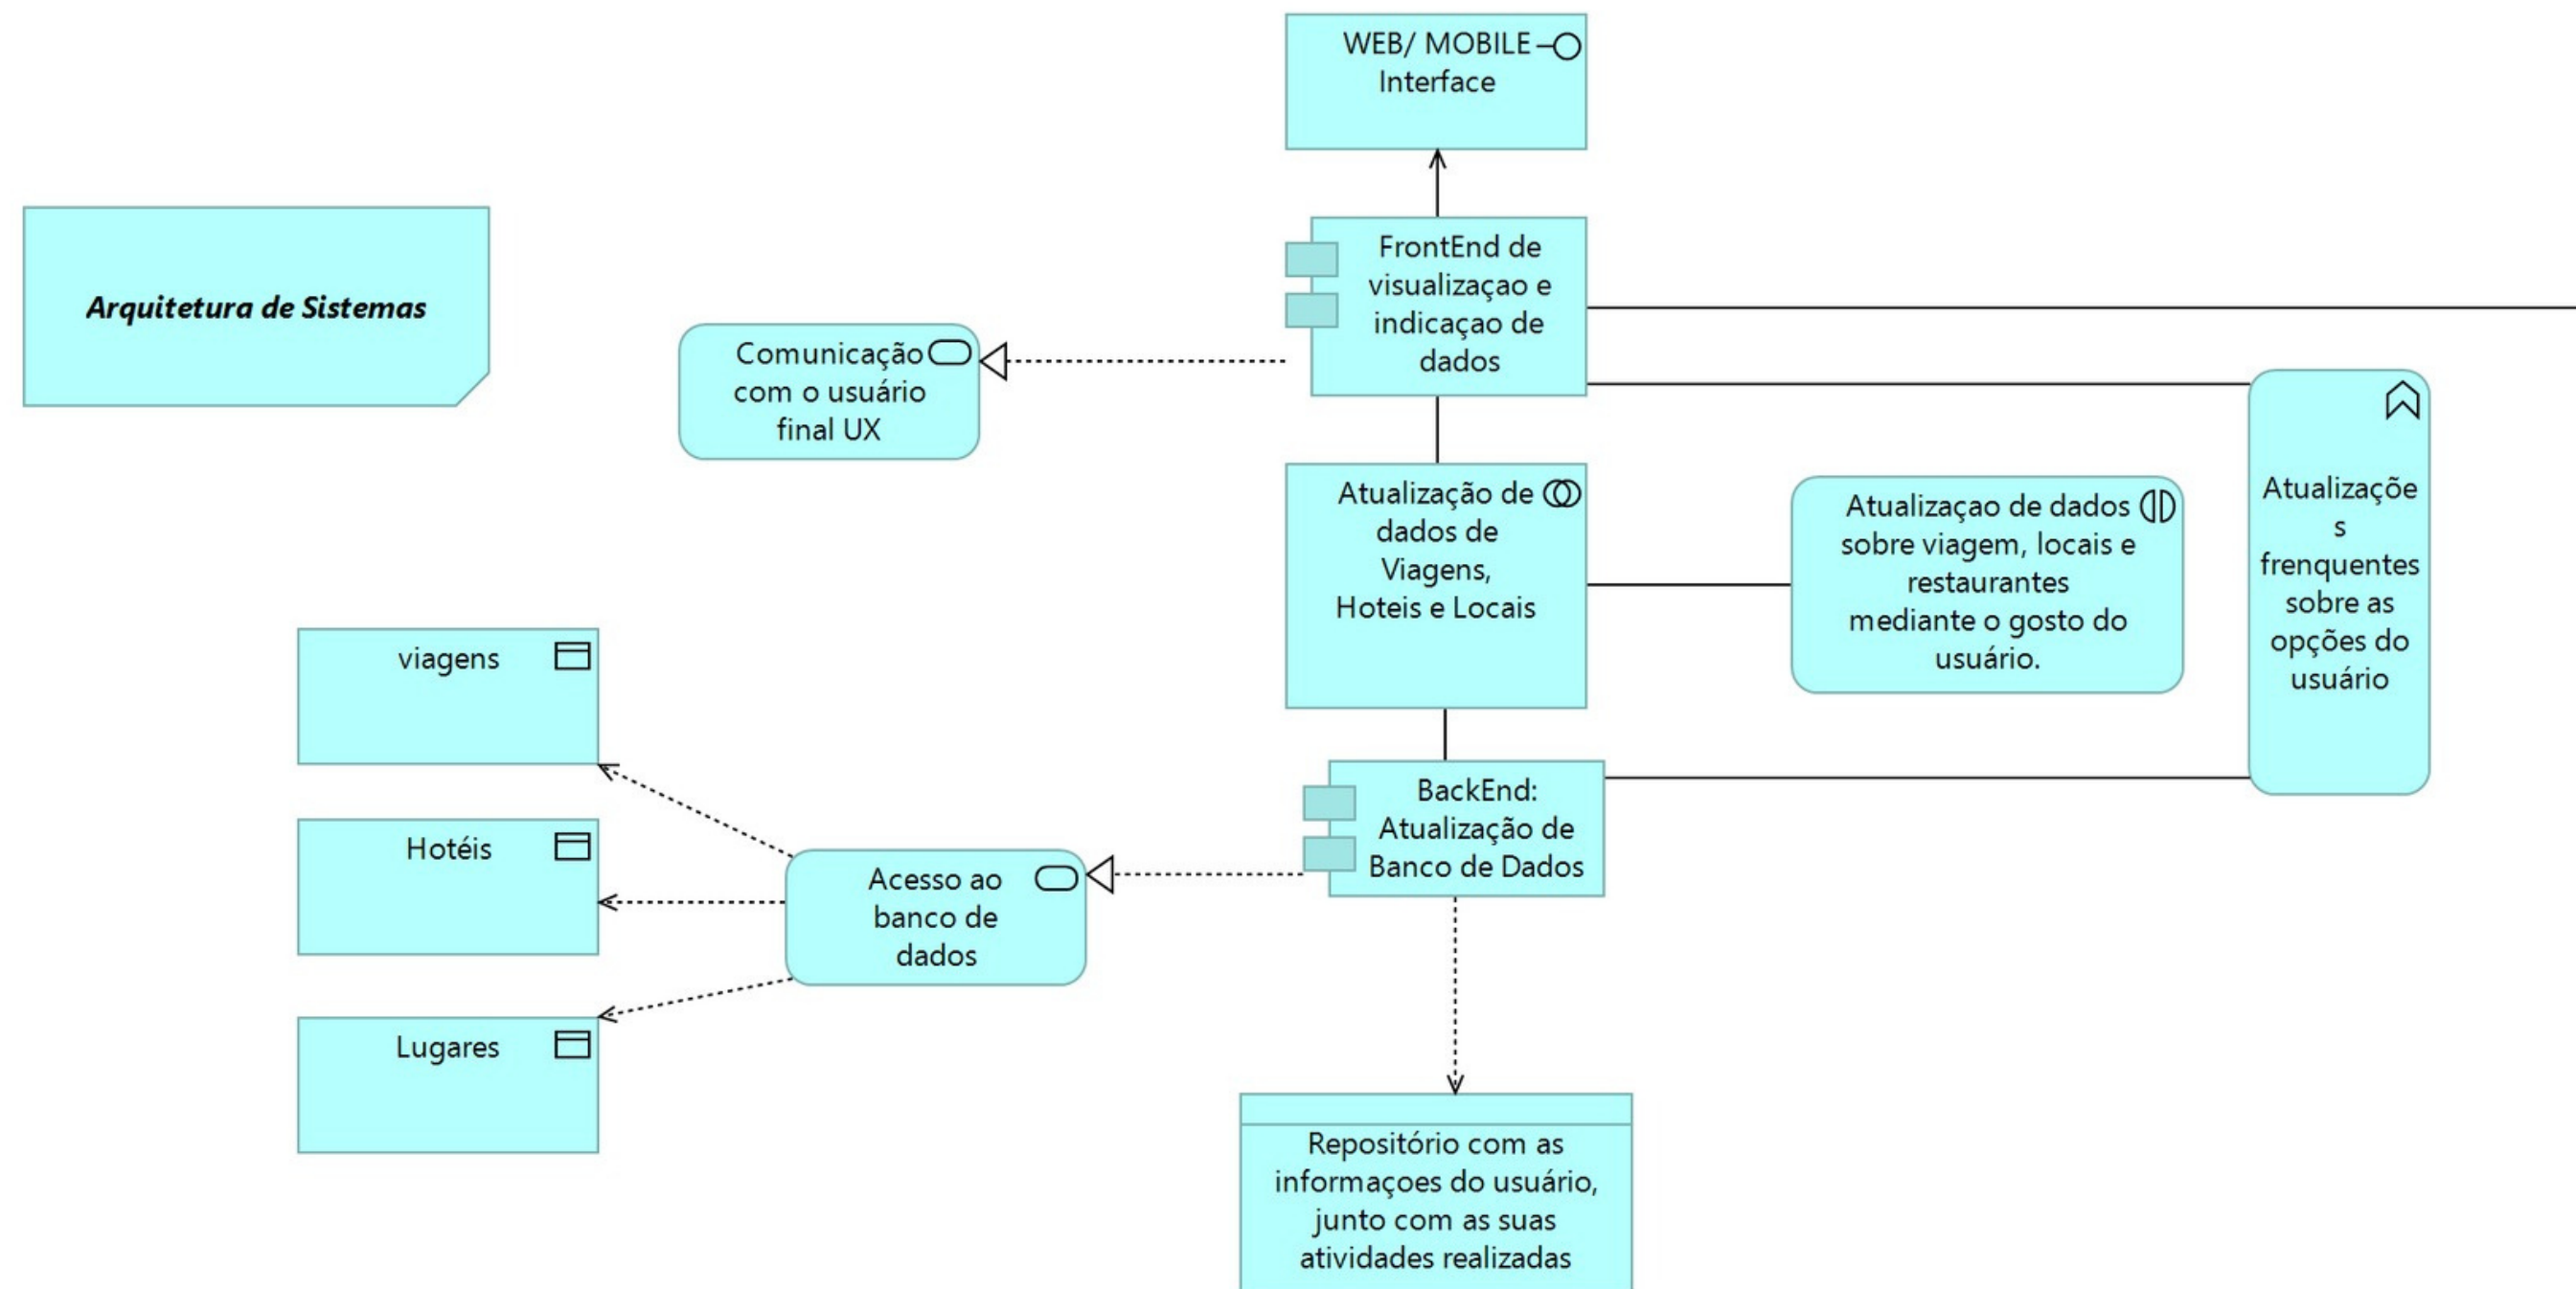 WEB/ MOBILE
Interface
Arquitetura de Sistemas
FrontEnd de
visualizaçao e
indicaçao de
dados
Comunicação
com o usuário
final UX
Atualização de
dados de
Viagens,
Hoteis e Locais
Atualizaçao de dados
sobre viagem, locais e
restaurantes
mediante o gosto do
usuário.
Atualizaçõe
s
frenquentes
sobre as
opções do
usuário
viagens
Hotéis
Lugares
Acesso ao
banco de
dados
BackEnd:
Atualização de
Banco de Dados
Repositório com as
informaçoes do usuário,
junto com as suas
atividades realizadas